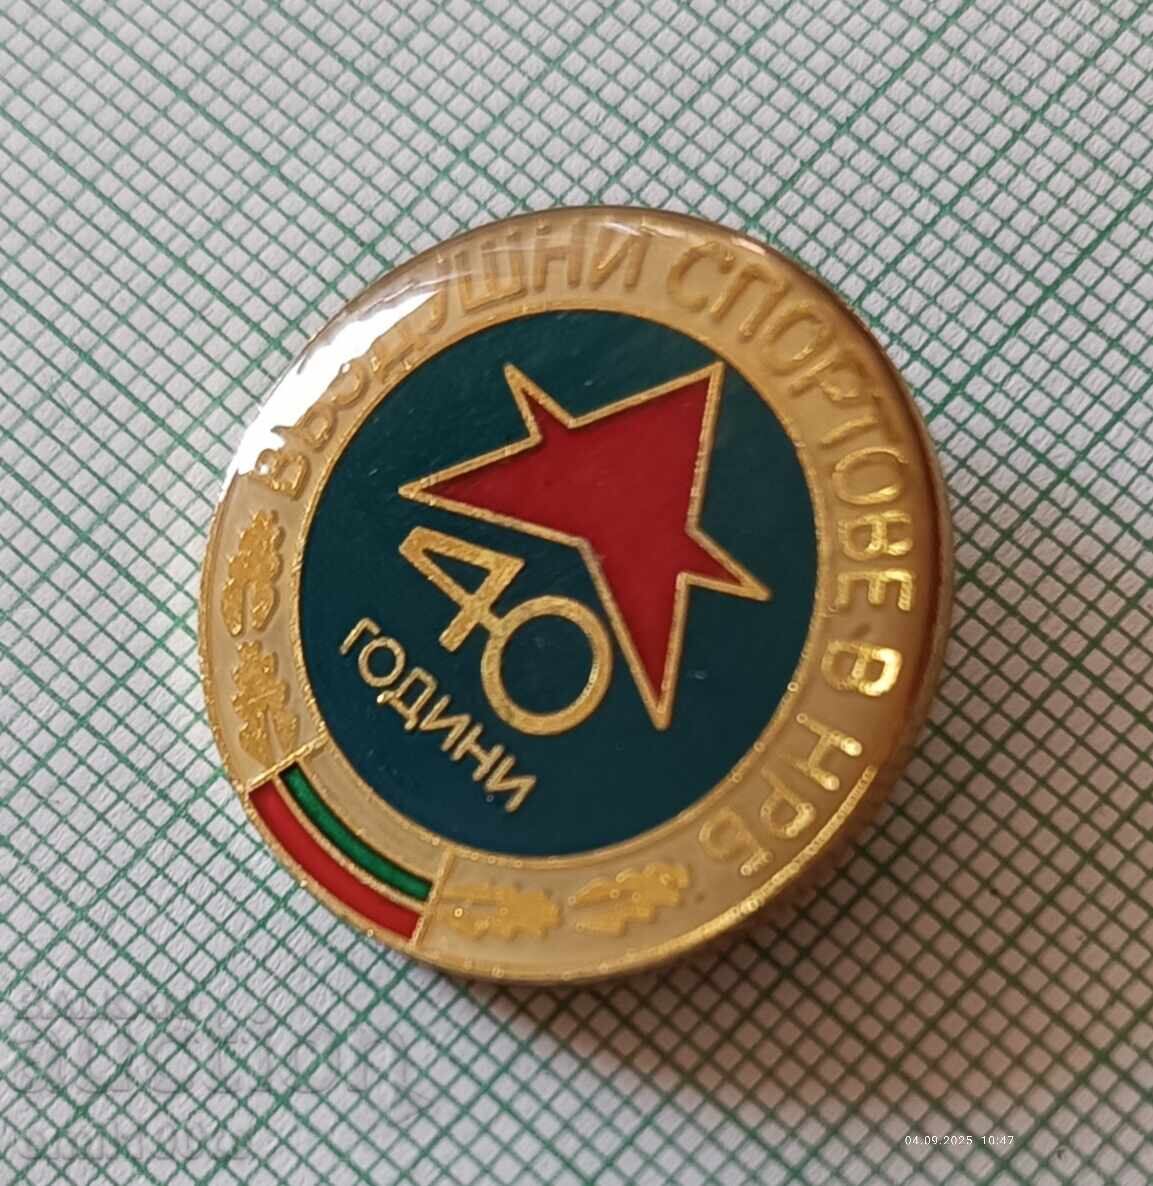 ВЪЗДУШНИ СПОРТОВЕ В НРБ
40
ГОДИНИ
04.09.2025 10:47